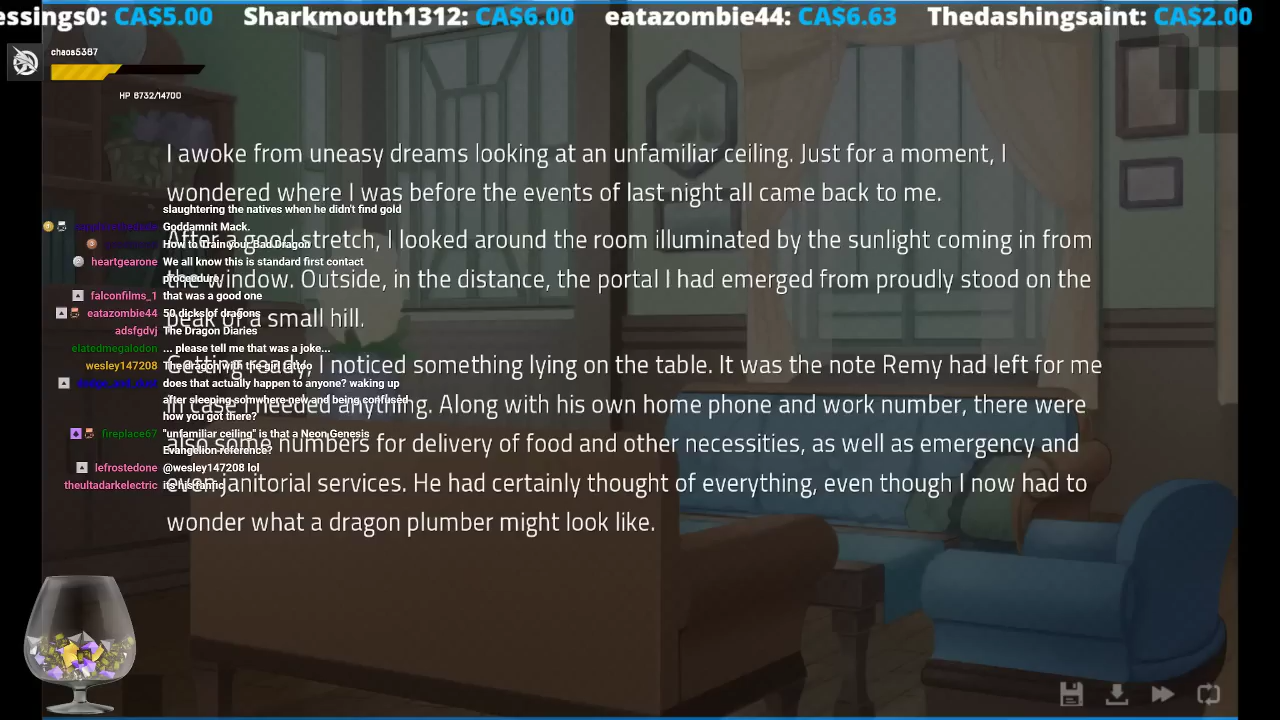 essings0: CA$5.00 Sharkmouth1312: CA$6.00 eatazombie44: CA$6.63 Thedashingsaint: CA$2.00
chaos5387
HP 8732/14700
I awoke from uneasy dreams looking at an unfamiliar ceiling. Just for a moment, I
wondered where I was before the events of last night all came back to me.
After a good stretch, I looked around the room illuminated by the sunlight coming in from
the window. Outside, in the distance, the portal I had emerged from proudly stood on the
peak of a small hill.
Getting ready, I noticed something lying on the table. It was the note Remy had left for me
in case I needed anything. Along with his own home phone and work number, there were
also some numbers for delivery of food and other necessities, as well as emergency and
even janitorial services. He had certainly thought of everything, even though I now had to
wonder what a dragon plumber might look like.
slaughtering the natives when he didn't find gold
Goddamnit Mack.
How to train your Bad Dragon
heartgearone We all know this is standard first contact
procedure.
falconfilms_1 that was a good one
eatazombie44 50 dicks of dragons
adsfgdvj The Dragon Diaries
elatedmegalodon ... please tell me that was a joke...
wesley147208 The dragon with the girl tattoo
does that actually happen to anyone? waking up
after sleeping somwhere new and being confused
how you got there?
fireplace67 "unfamiliar ceiling" is that a Neon Genesis
Evangelion reference?
lefrostedone @wesley147208 lol
theultadarkelectric